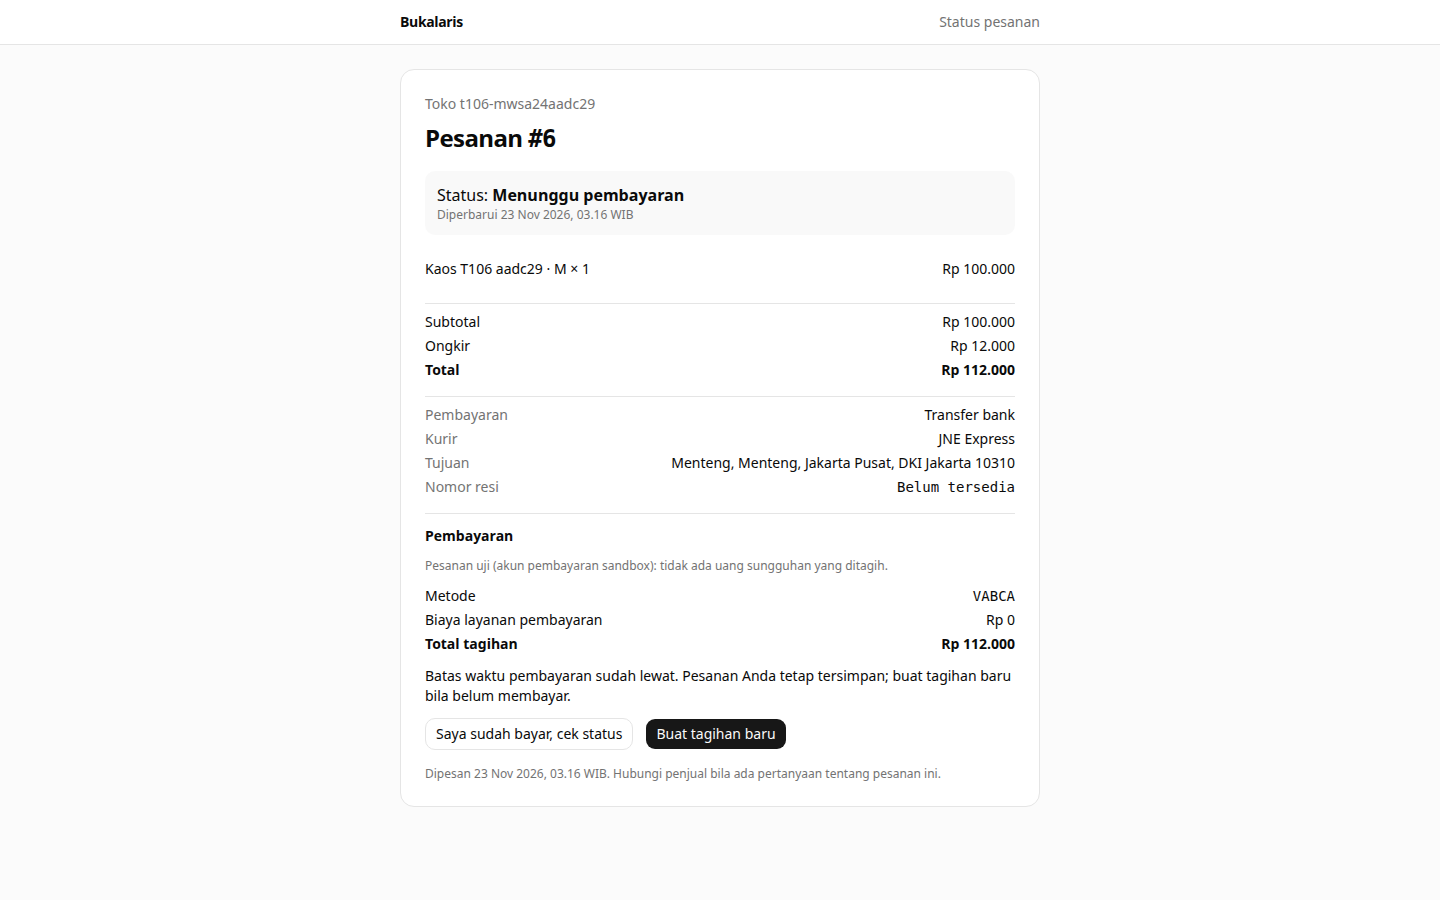 Bukalaris
Status pesanan
Toko t106-mwsa24aadc29
Pesanan #6
Status: Menunggu pembayaran
Diperbarui 23 Nov 2026, 03.16 WIB
Kaos T106 aadc29 · M × 1 Rp 100.000
Subtotal Rp 100.000
Ongkir Rp 12.000
Total Rp 112.000
Pembayaran Transfer bank
Kurir JNE Express
Tujuan Menteng, Menteng, Jakarta Pusat, DKI Jakarta 10310
Nomor resi Belum tersedia
Pembayaran
Pesanan uji (akun pembayaran sandbox): tidak ada uang sungguhan yang ditagih.
Metode VABCA
Biaya layanan pembayaran Rp 0
Total tagihan Rp 112.000
Batas waktu pembayaran sudah lewat. Pesanan Anda tetap tersimpan; buat tagihan baru
bila belum membayar.
Saya sudah bayar, cek status
Buat tagihan baru
Dipesan 23 Nov 2026, 03.16 WIB. Hubungi penjual bila ada pertanyaan tentang pesanan ini.